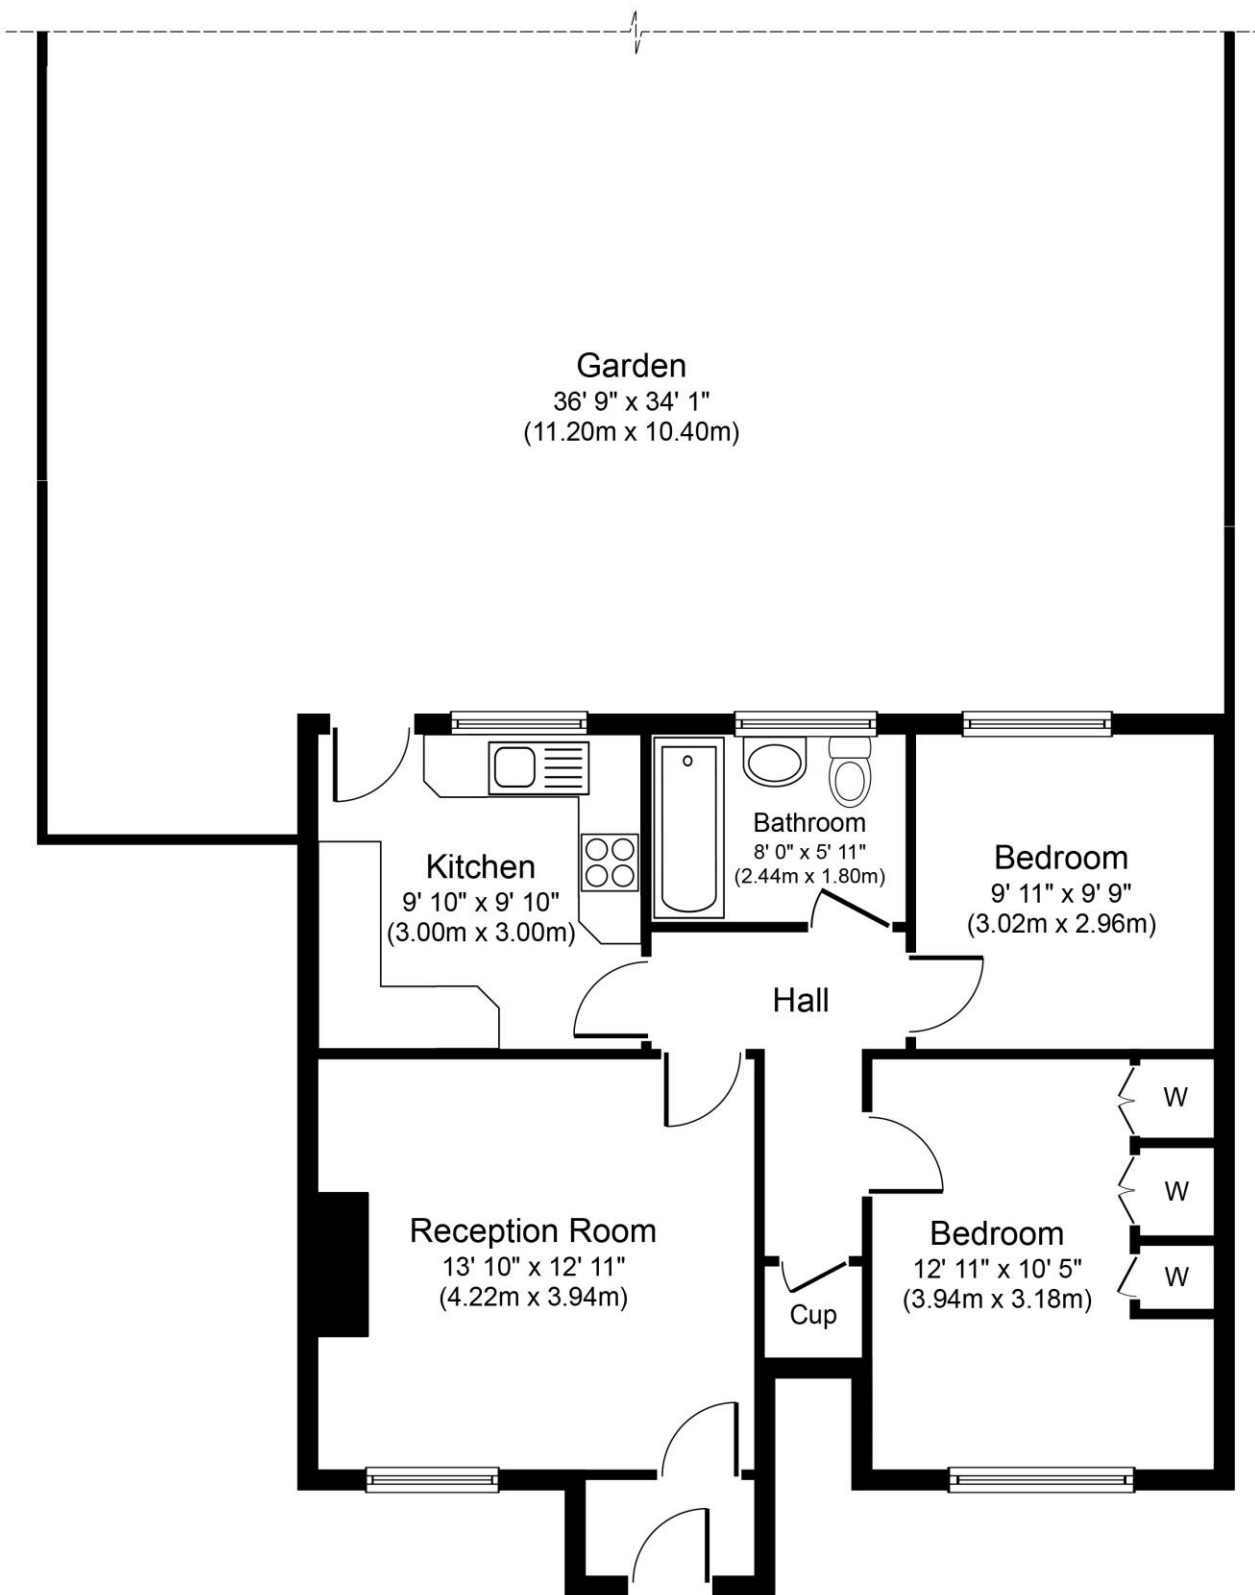 Garden
36' 9" x 34' 1"
(11.20m x 10.40m)
Kitchen
9' 10" x 9' 10"
(3.00m x 3.00m)
Bathroom
8' 0" x 5' 11"
(2.44m x 1.80m)
Bedroom
9' 11" x 9' 9"
(3.02m x 2.96m)
Hall
Reception Room
13' 10" x 12' 11"
(4.22m x 3.94m)
Cup
Bedroom
12' 11" x 10' 5"
(3.94m x 3.18m)
W
W
W